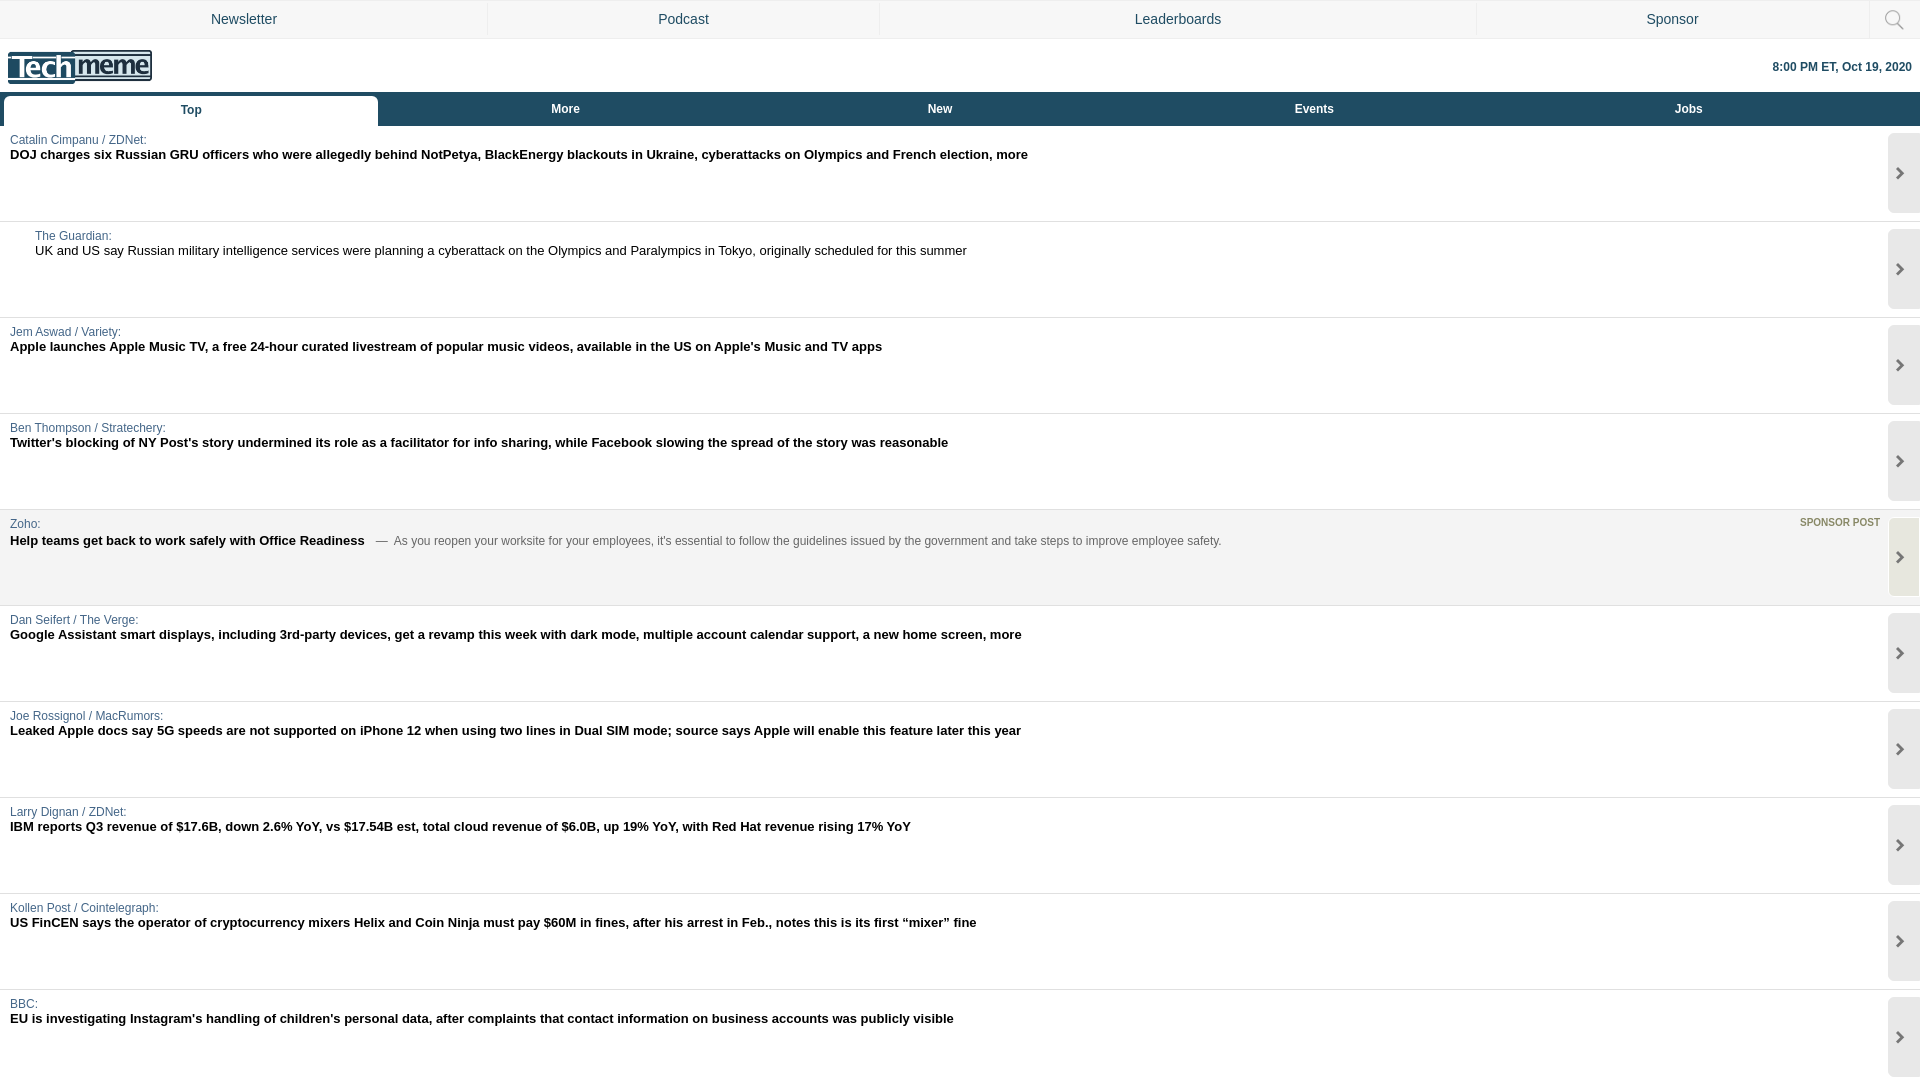 Newsletter
Podcast
Leaderboards
Sponsor
Techmeme
8:00 PM ET, Oct 19, 2020
Top
More
New
Events
Jobs
Catalin Cimpanu / ZDNet:
DOJ charges six Russian GRU officers who were allegedly behind NotPetya, BlackEnergy blackouts in Ukraine, cyberattacks on Olympics and French election, more
The Guardian:
UK and US say Russian military intelligence services were planning a cyberattack on the Olympics and Paralympics in Tokyo, originally scheduled for this summer
Jem Aswad / Variety:
Apple launches Apple Music TV, a free 24-hour curated livestream of popular music videos, available in the US on Apple's Music and TV apps
Ben Thompson / Stratechery:
Twitter's blocking of NY Post's story undermined its role as a facilitator for info sharing, while Facebook slowing the spread of the story was reasonable
Zoho:
SPONSOR POST
Help teams get back to work safely with Office Readiness — As you reopen your worksite for your employees, it's essential to follow the guidelines issued by the government and take steps to improve employee safety.
Dan Seifert / The Verge:
Google Assistant smart displays, including 3rd-party devices, get a revamp this week with dark mode, multiple account calendar support, a new home screen, more
Joe Rossignol / MacRumors:
Leaked Apple docs say 5G speeds are not supported on iPhone 12 when using two lines in Dual SIM mode; source says Apple will enable this feature later this year
Larry Dignan / ZDNet:
IBM reports Q3 revenue of $17.6B, down 2.6% YoY, vs $17.54B est, total cloud revenue of $6.0B, up 19% YoY, with Red Hat revenue rising 17% YoY
Kollen Post / Cointelegraph:
US FinCEN says the operator of cryptocurrency mixers Helix and Coin Ninja must pay $60M in fines, after his arrest in Feb., notes this is its first “mixer” fine
BBC:
EU is investigating Instagram's handling of children's personal data, after complaints that contact information on business accounts was publicly visible